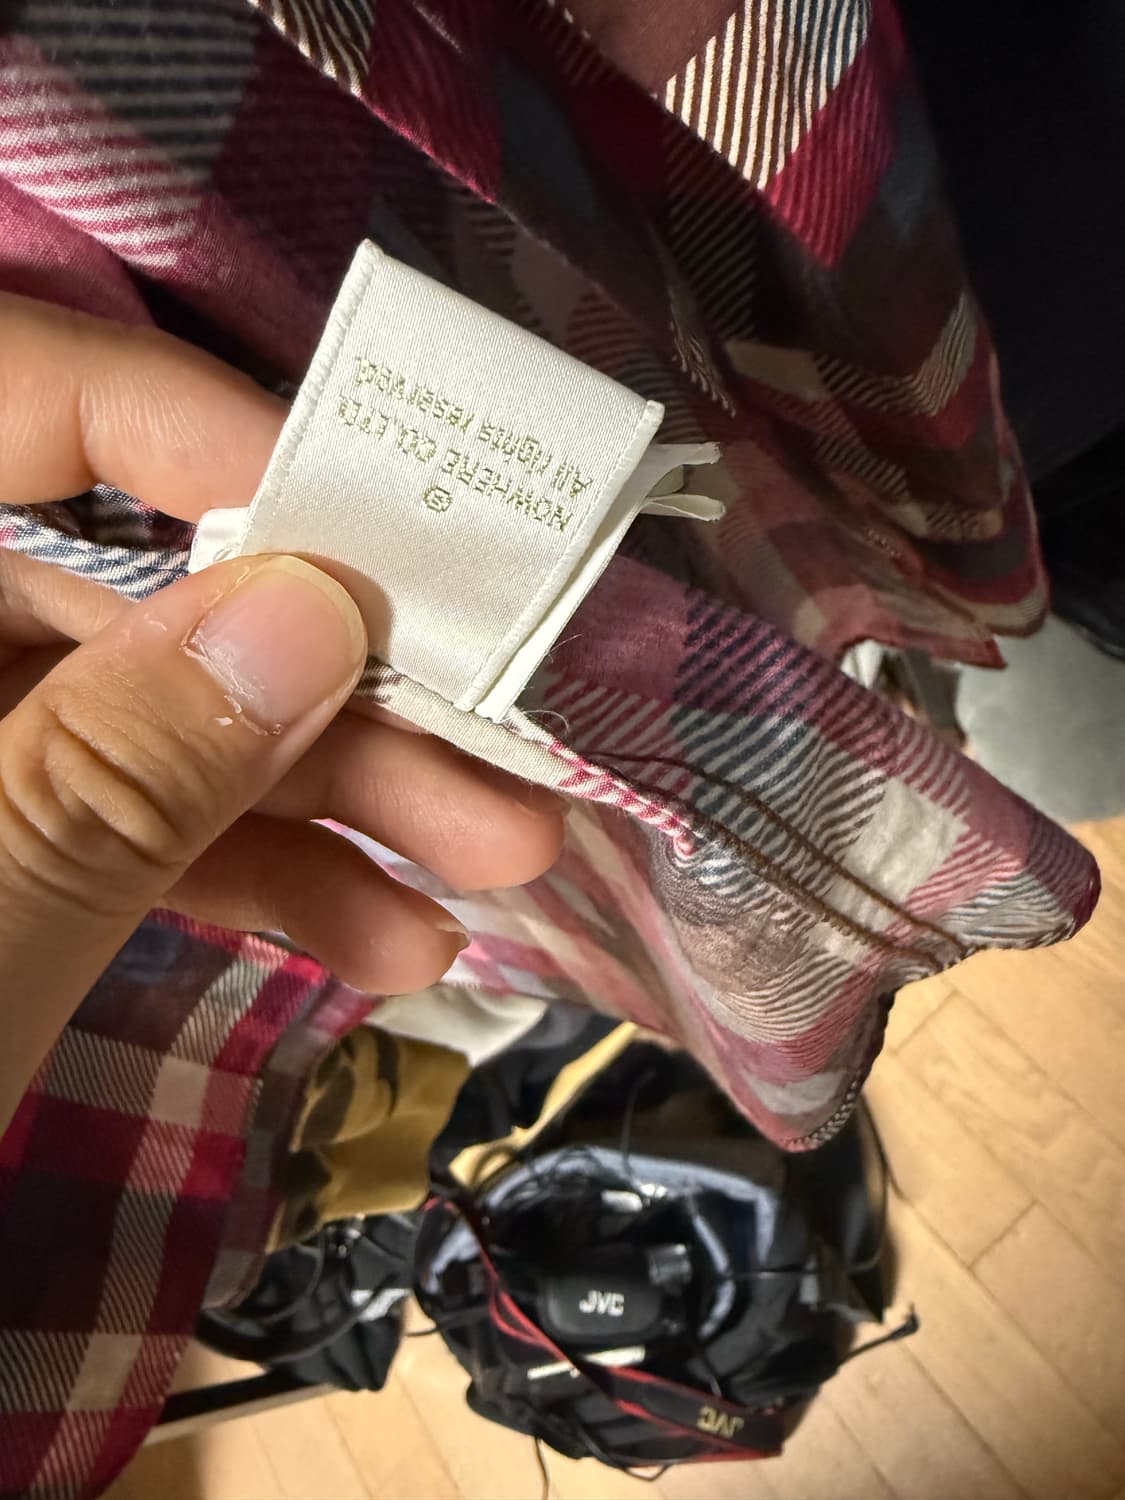 Ⓢ
NOWHERE CO.,LTD.
All rights reserved.
JVC
JVC